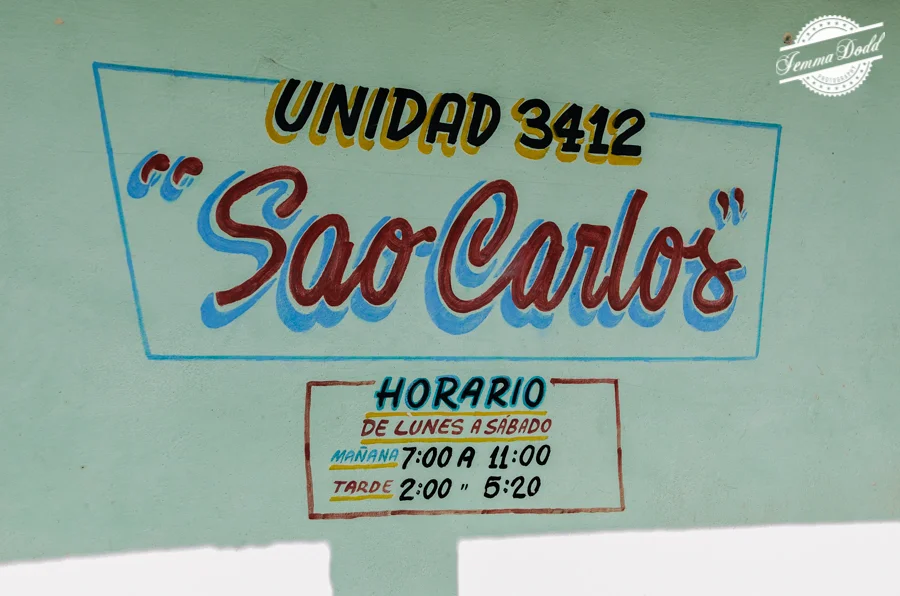 UNIDAD 3412
"Sao Carlos"
HORARIO
DE LUNES A SÁBADO
MAÑANA 7:00 A 11:00
TARDE 2:00 " 5:20
Jemma Dodd
PHOTOGRAPHY